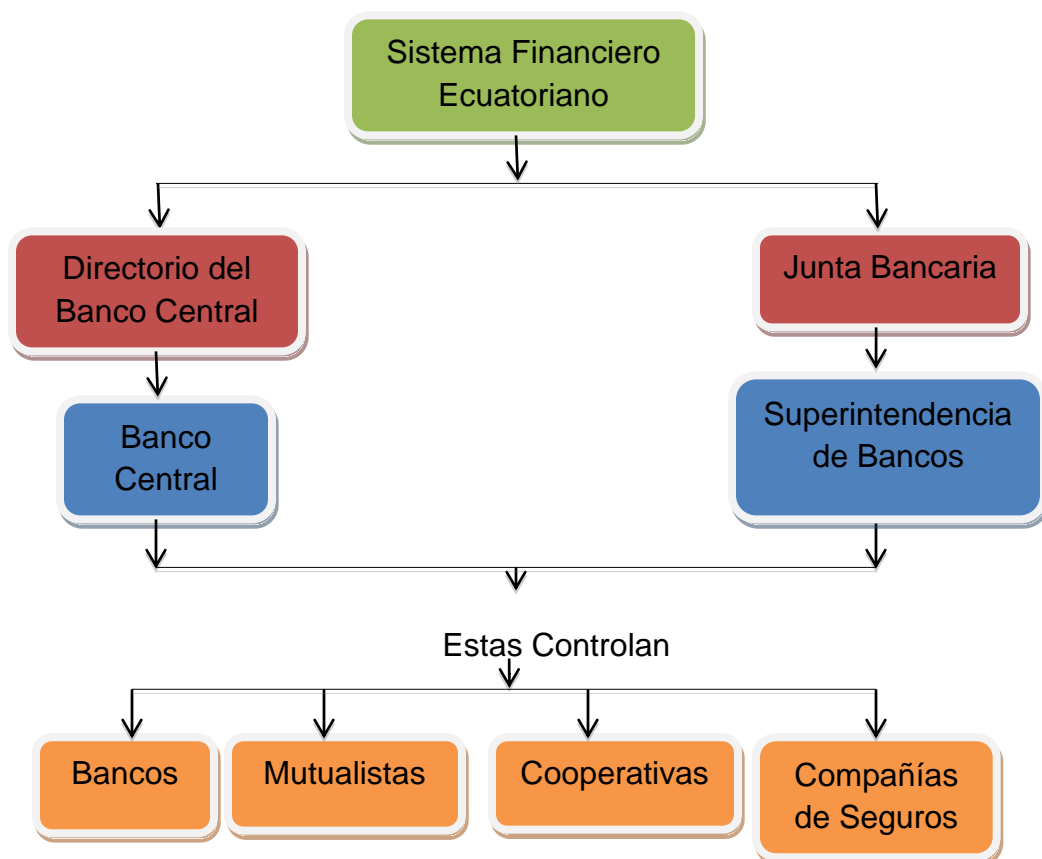 Sistema Financiero
Ecuatoriano
Directorio del
Banco Central
Junta Bancaria
Banco
Central
Superintendencia
de Bancos
Estas Controlan
Bancos
Mutualistas
Cooperativas
Compañías
de Seguros